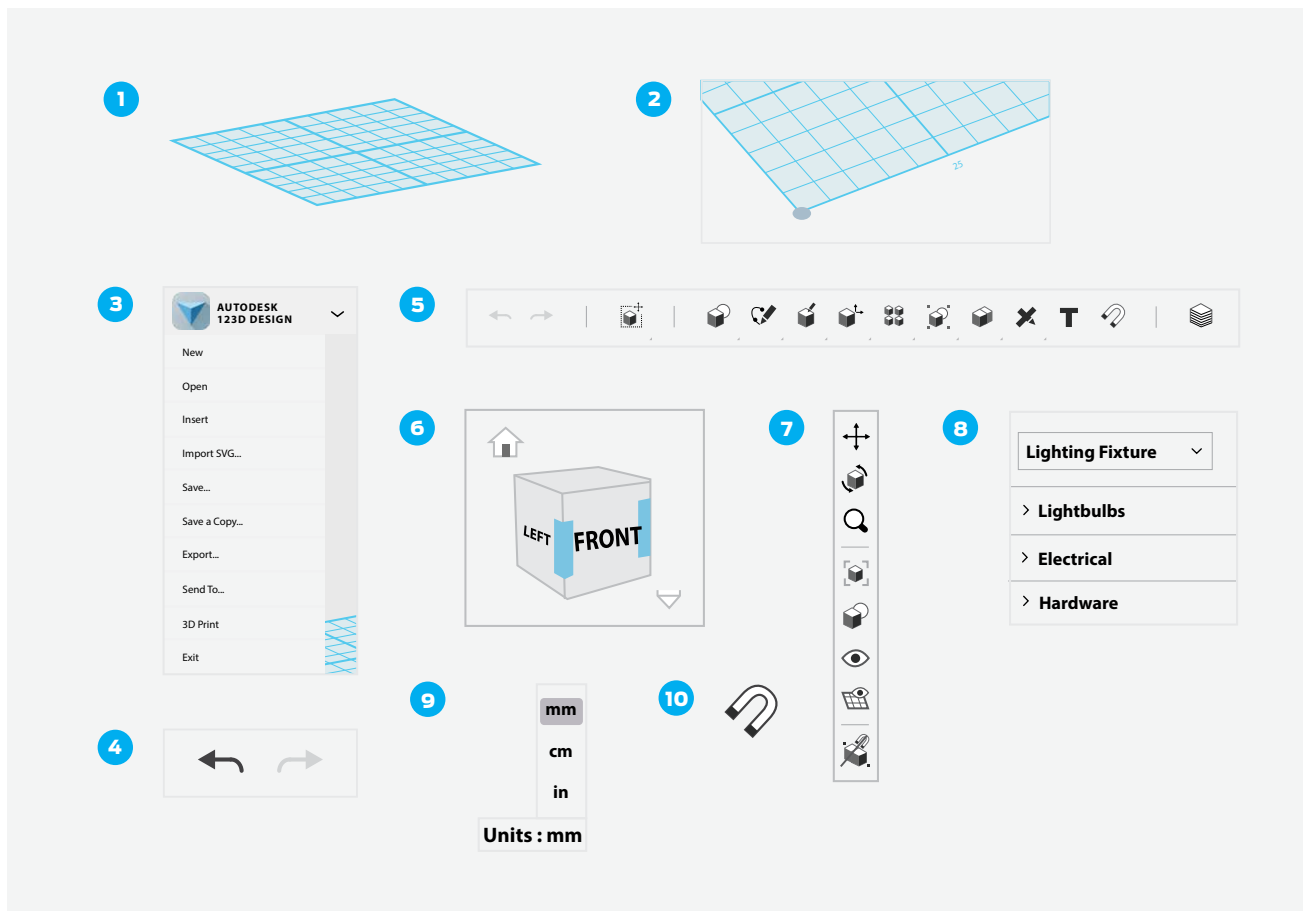 1
2
25
3
AUTODESK
123D DESIGN
New
Open
Insert
Import SVG...
Save...
Save a Copy...
Export...
Send To...
3D Print
Exit
4
5
T
6
LEFT
FRONT
7
8
Lighting Fixture
Lightbulbs
Electrical
Hardware
9
mm
cm
in
Units : mm
10